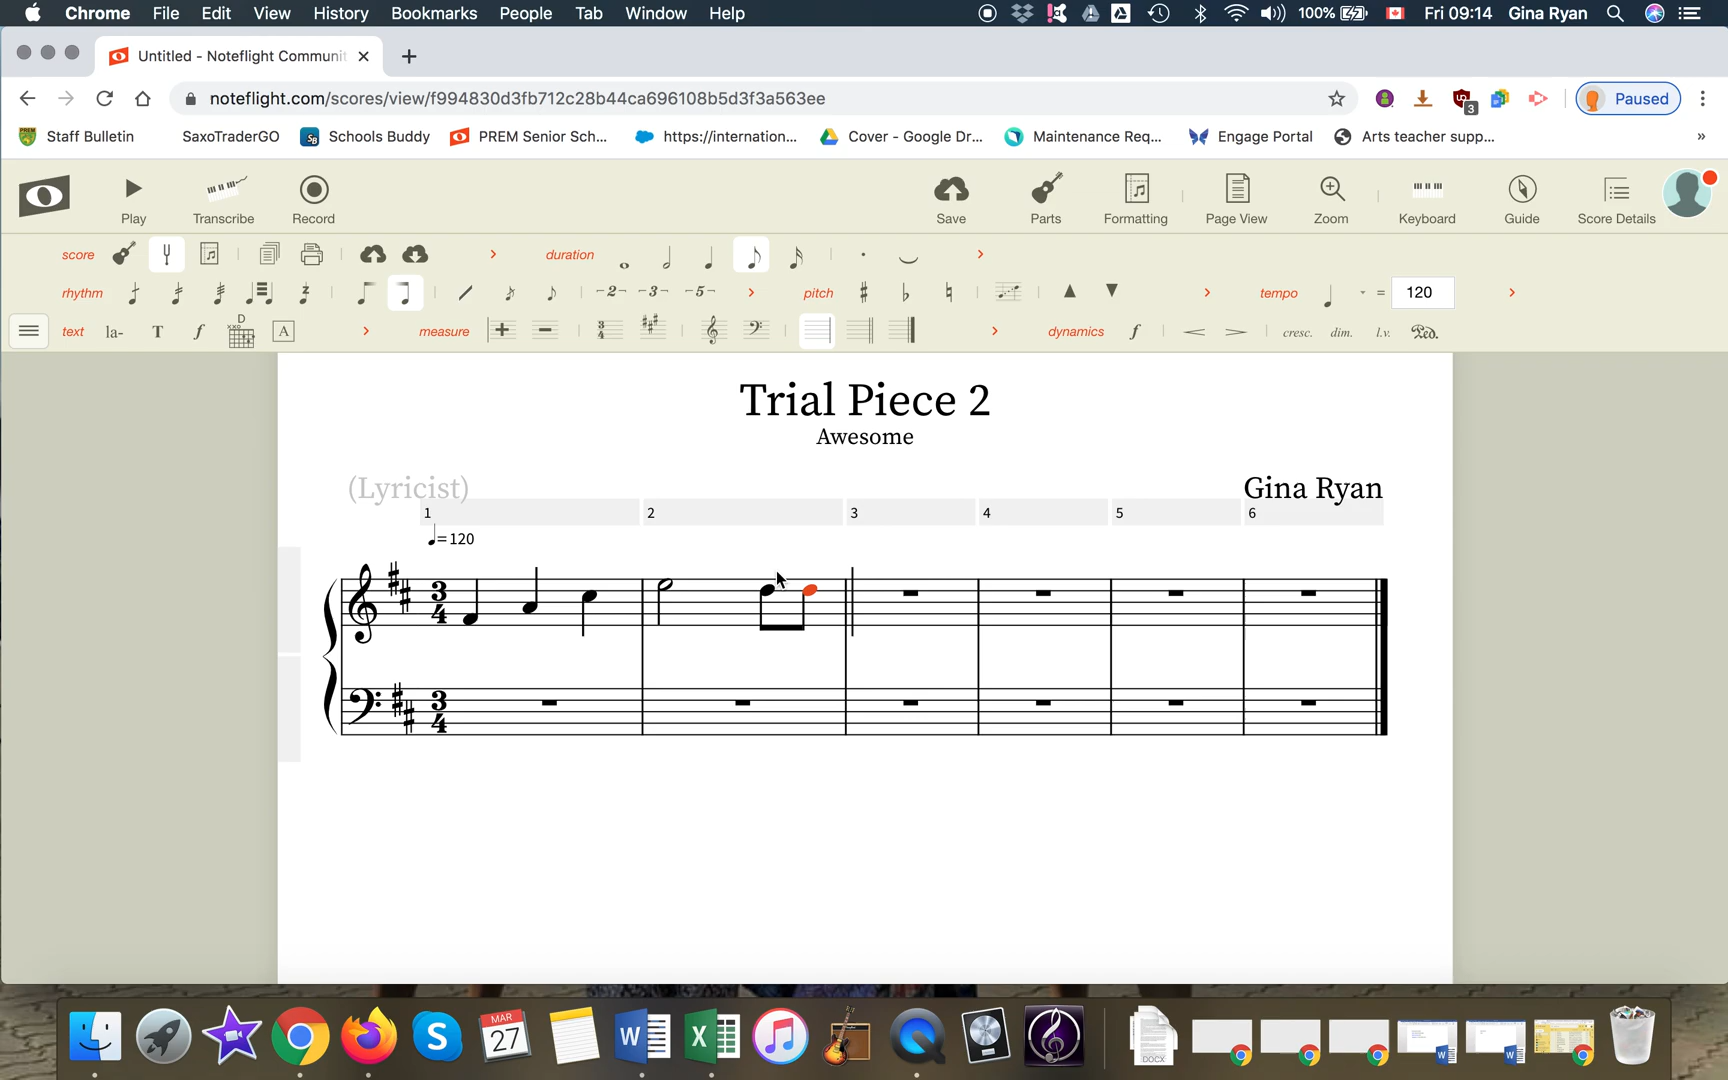 Chrome File Edit View History Bookmarks People Tab Window Help 100% Fri 09:14 Gina Ryan
Untitled - Noteflight Communit
noteflight.com/scores/view/f994830d3fb712c28b44ca696108b5d3f3a563ee 3 Paused
Staff Bulletin SaxoTraderGO Schools Buddy PREM Senior Sch... https://internation... Cover - Google Dr... Maintenance Req... Engage Portal Arts teacher supp... »
Play Transcribe Record Save Parts Formatting Page View Zoom Keyboard Guide Score Details
score duration
rhythm -2- -3- -5- pitch tempo = 120
text la- T f D A measure dynamics f cresc. dim. l.v. Ped.
Trial Piece 2
Awesome
(Lyricist) Gina Ryan
1 2 3 4 5 6
=120
3
4
3
4
MAR
27
DOCX